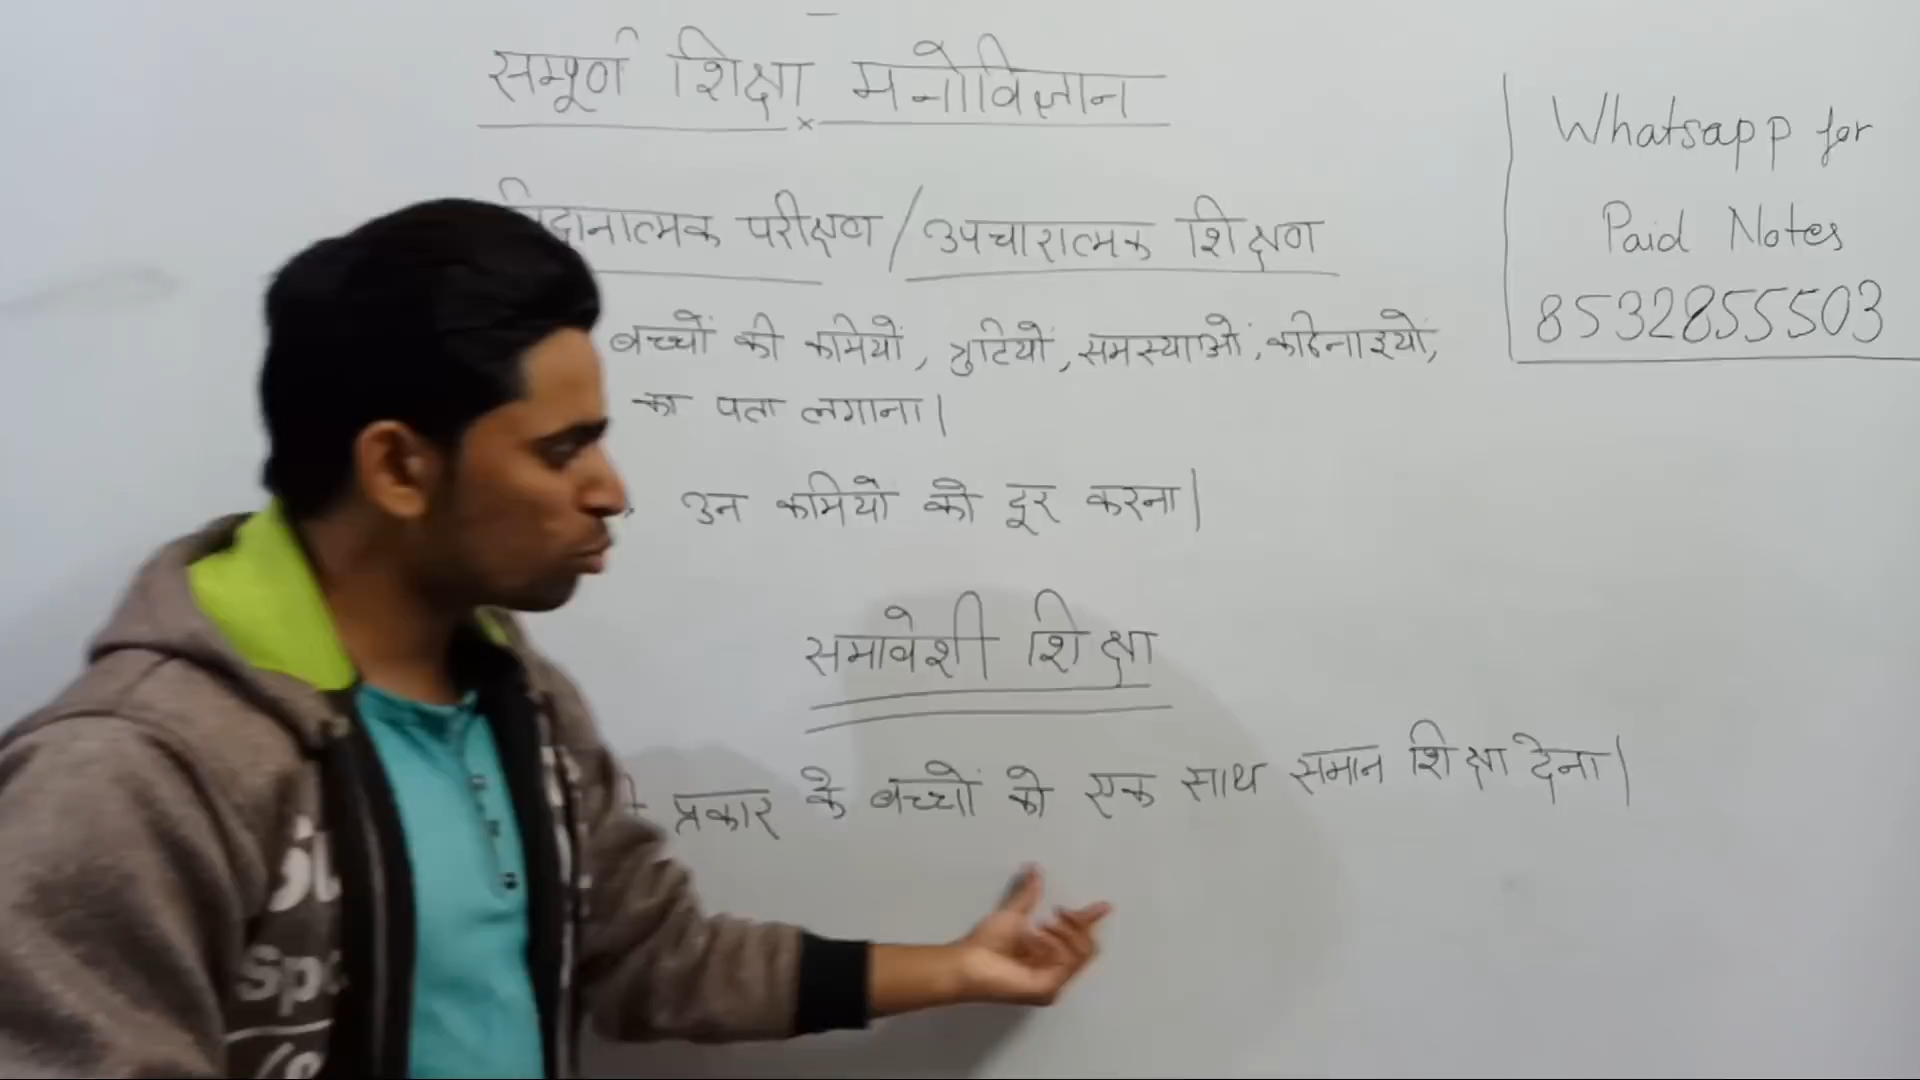 सम्पूर्ण शिक्षा मनोविज्ञान
परीक्षण / उपचारात्मक शिक्षण
बच्चों की कमियों, त्रुटियों, समस्याओं, कठिनाइयों,
का पता लगाना।
उन कमियों को दूर करना।
समावेशी शिक्षा
प्रकार के बच्चों को एक साथ समान शिक्षा देना।
Whatsapp for
Paid Notes
8532855503